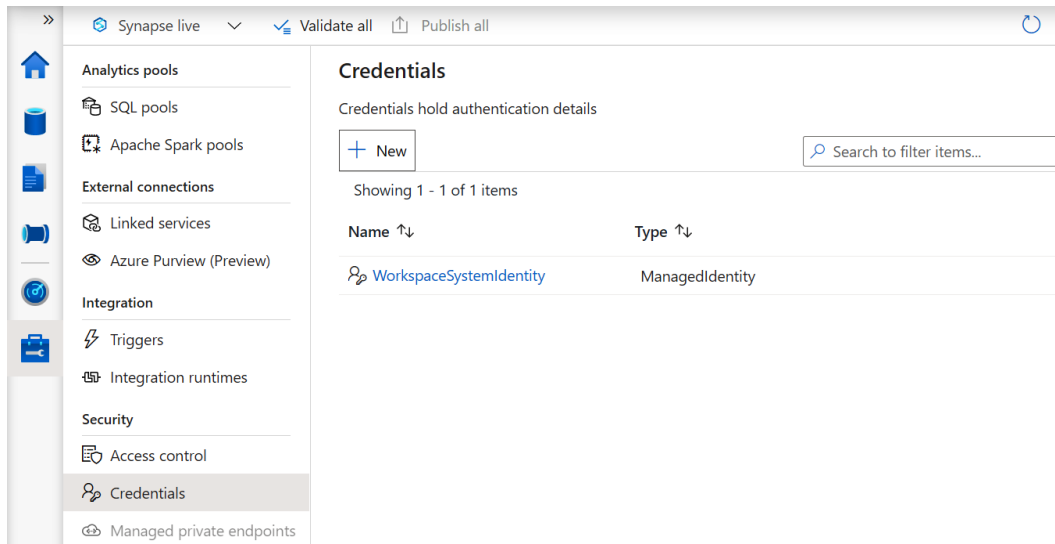 »
Synapse live
Validate all
Publish all
Analytics pools
SQL pools
Apache Spark pools
External connections
Linked services
Azure Purview (Preview)
Integration
Triggers
Integration runtimes
Security
Access control
Credentials
Managed private endpoints
Credentials
Credentials hold authentication details
+ New
Search to filter items...
Showing 1 - 1 of 1 items
Name ↑↓ Type ↑↓
WorkspaceSystemIdentity ManagedIdentity